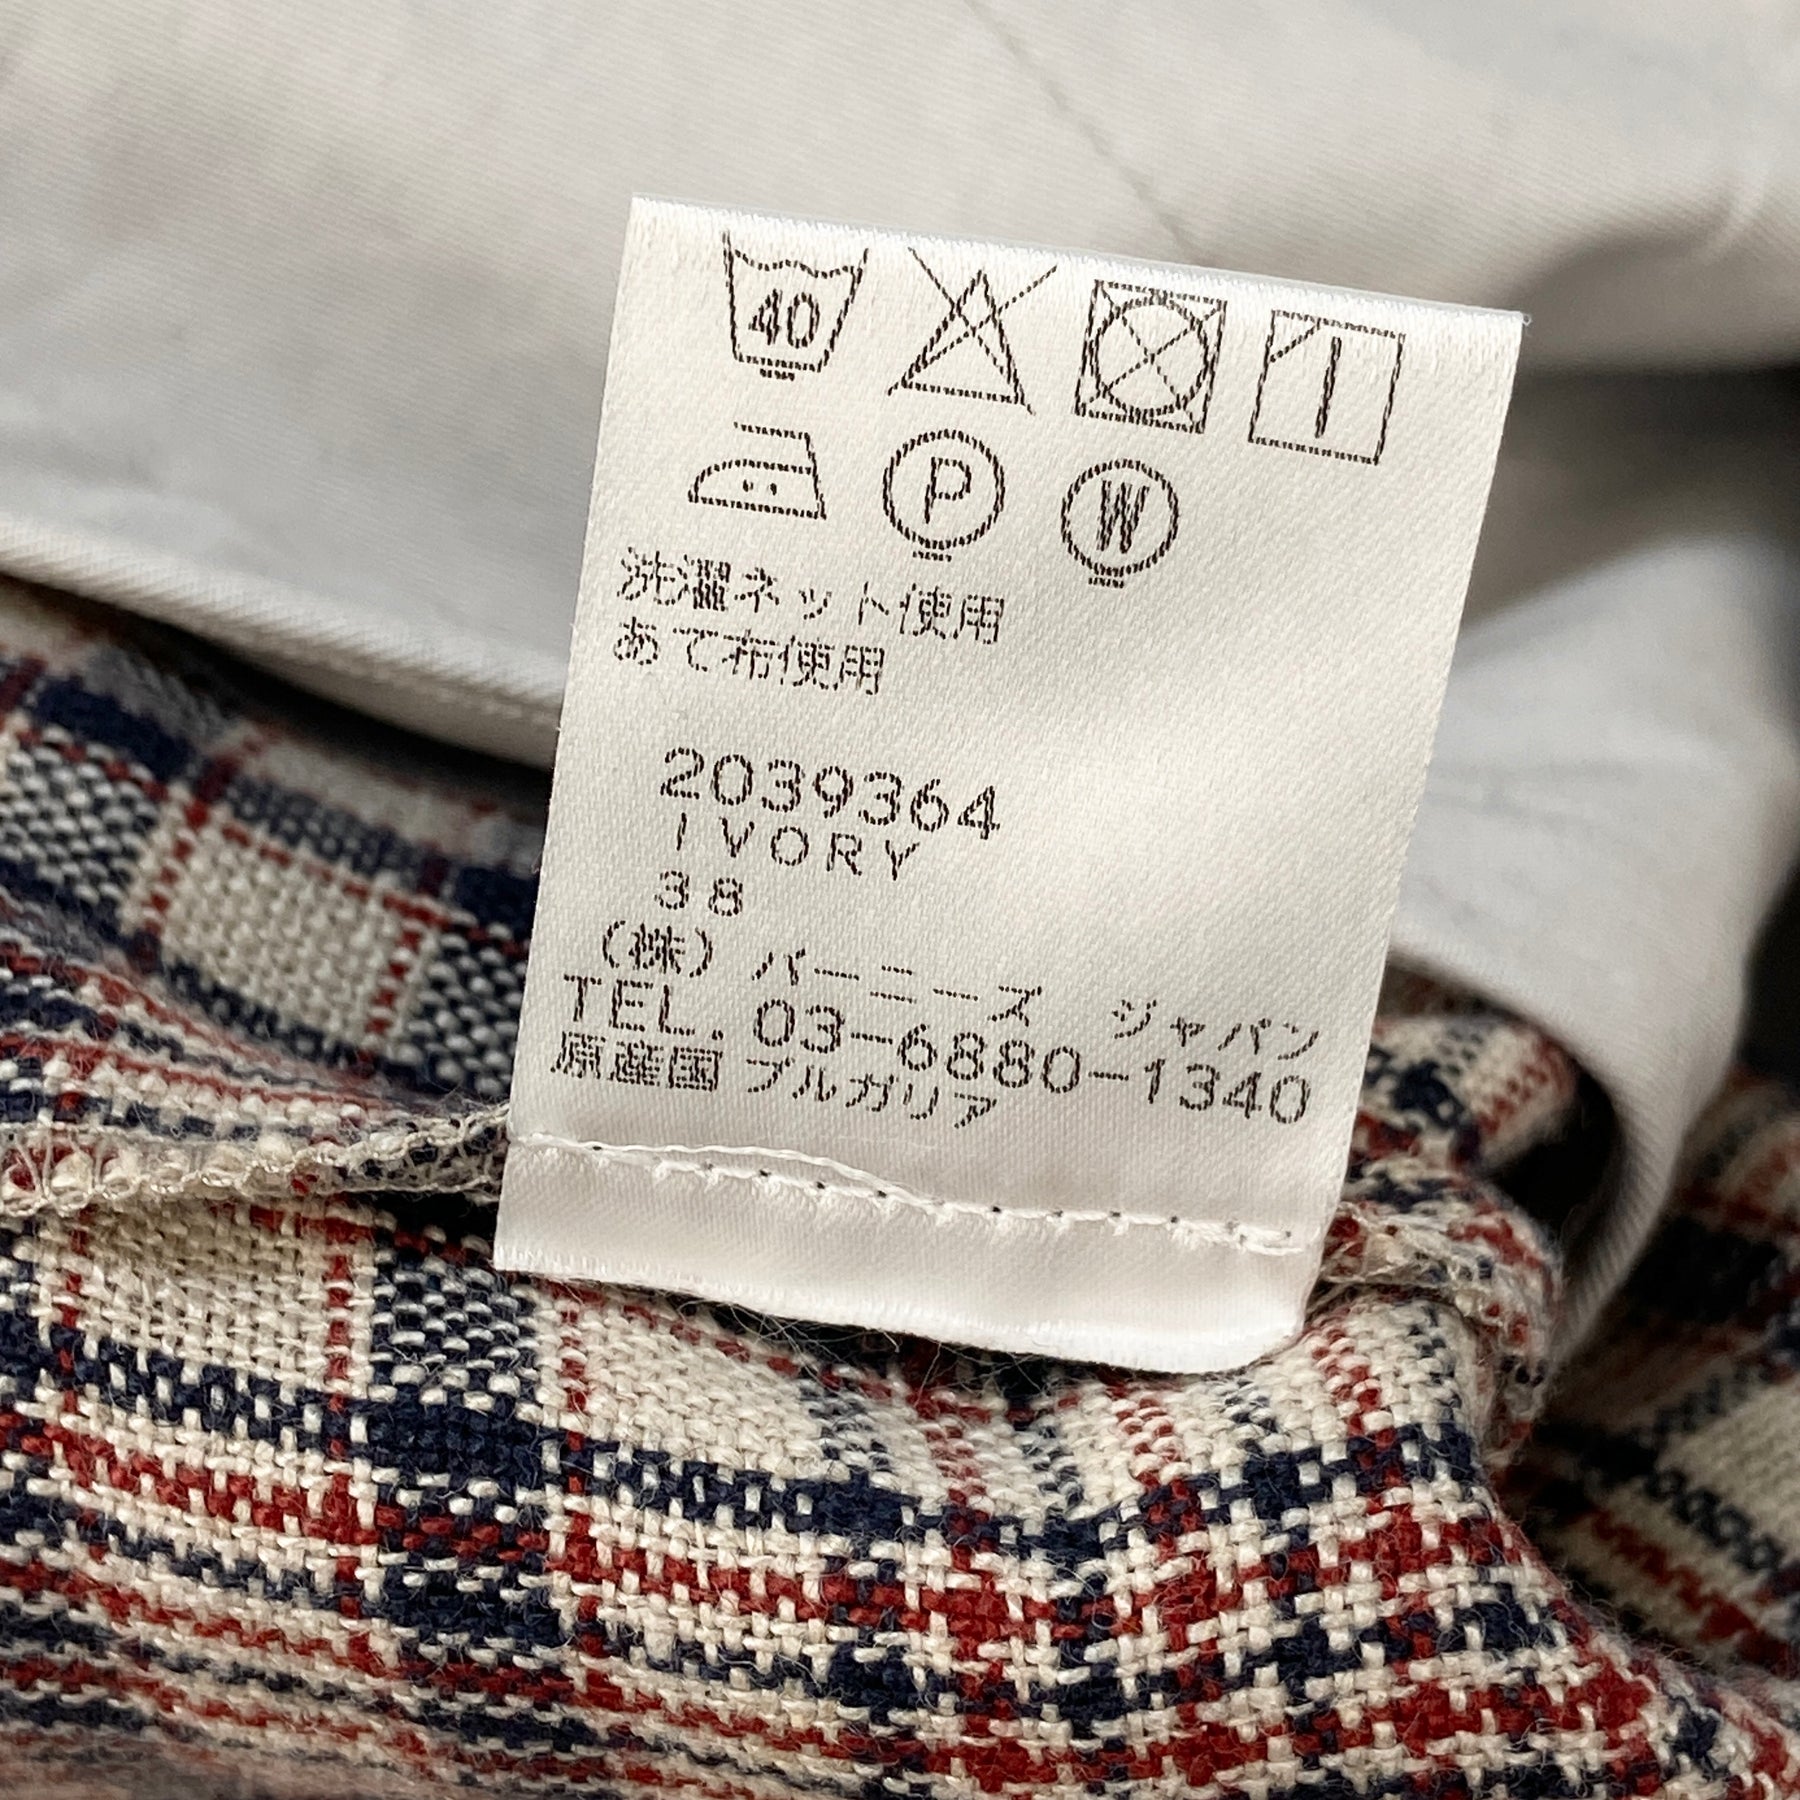 40
P W
洗濯ネット使用
あて布使用
2039364
IVORY
38
(株) バーニーズ ジャパン
TEL. 03-6880-1340
原産国 ブルガリア